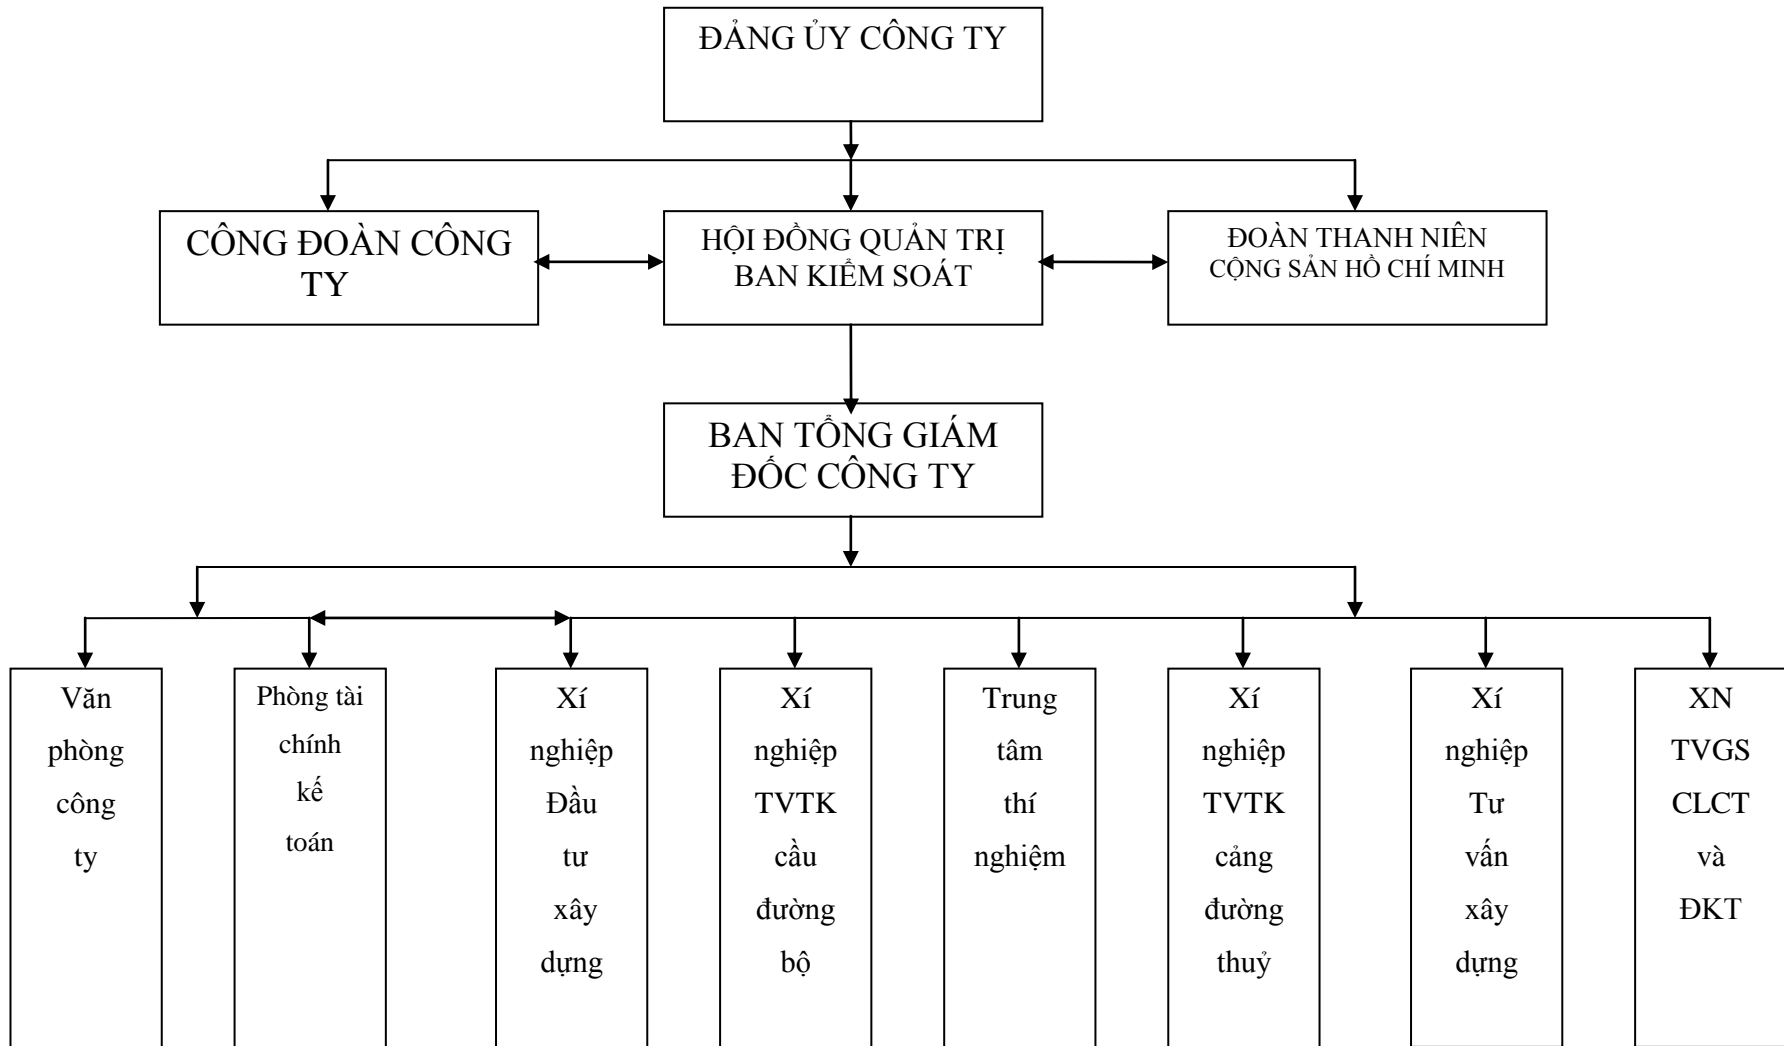 ĐẢNG ỦY CÔNG TY
CÔNG ĐOÀN CÔNG
TY
HỘI ĐỒNG QUẢN TRỊ
BAN KIỂM SOÁT
ĐOÀN THANH NIÊN
CỘNG SẢN HỒ CHÍ MINH
BAN TỔNG GIÁM
ĐỐC CÔNG TY
Văn
phòng
công
ty
Phòng tài
chính
kế
toán
Xí
nghiệp
Đầu
tư
xây
dựng
Xí
nghiệp
TVTK
cầu
đường
bộ
Trung
tâm
thí
nghiệm
Xí
nghiệp
TVTK
cảng
đường
thuỷ
Xí
nghiệp
Tư
vấn
xây
dựng
XN
TVGS
CLCT
và
ĐKT